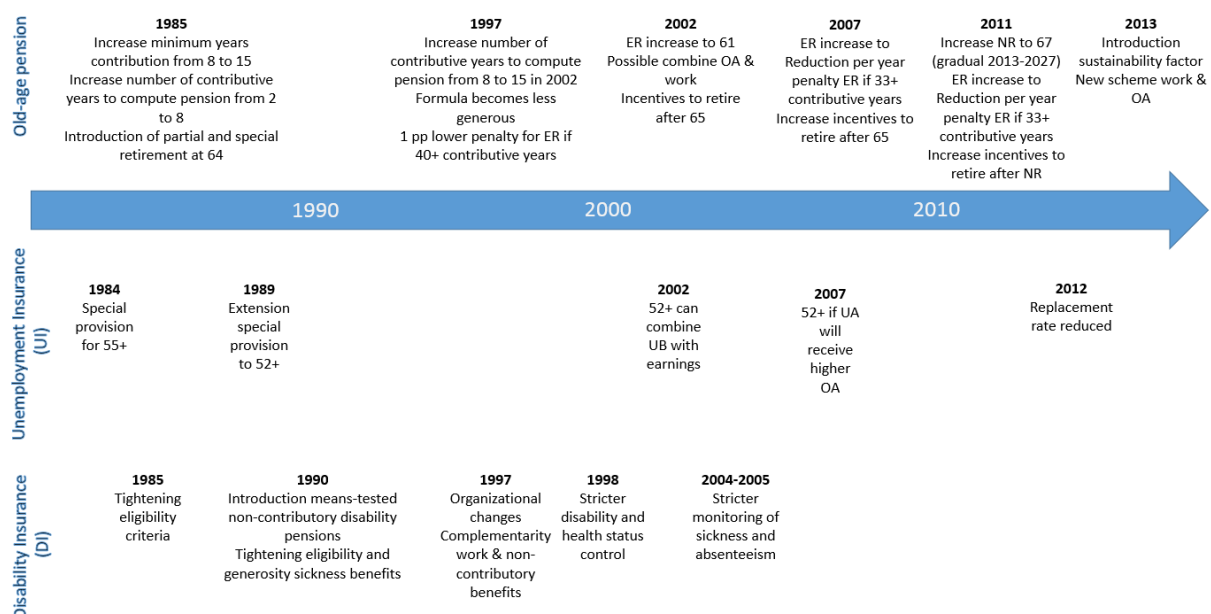 Old-age pension
1985
Increase minimum years
contribution from 8 to 15
Increase number of contributive
years to compute pension from 2
to 8
Introduction of partial and special
retirement at 64
1997
Increase number of
contributive years to compute
pension from 8 to 15 in 2002
Formula becomes less
generous
1 pp lower penalty for ER if
40+ contributive years
2002
ER increase to 61
Possible combine OA &
work
Incentives to retire
after 65
2007
ER increase to
Reduction per year
penalty ER if 33+
contributive years
Increase incentives to
retire after 65
2011
Increase NR to 67
(gradual 2013-2027)
ER increase to
Reduction per year
penalty ER if 33+
contributive years
Increase incentives to
retire after NR
2013
Introduction
sustainability factor
New scheme work &
OA
1990
2000
2010
Unemployment Insurance
(UI)
1984
Special
provision
for 55+
1989
Extension
special
provision
to 52+
2002
52+ can
combine
UB with
earnings
2007
52+ if UA
will
receive
higher
OA
2012
Replacement
rate reduced
Disability Insurance
(DI)
1985
Tightening
eligibility
criteria
1990
Introduction means-tested
non-contributory disability
pensions
Tightening eligibility and
generosity sickness benefits
1997
Organizational
changes
Complementarity
work & non-
contributory
benefits
1998
Stricter
disability and
health status
control
2004-2005
Stricter
monitoring of
sickness and
absenteeism